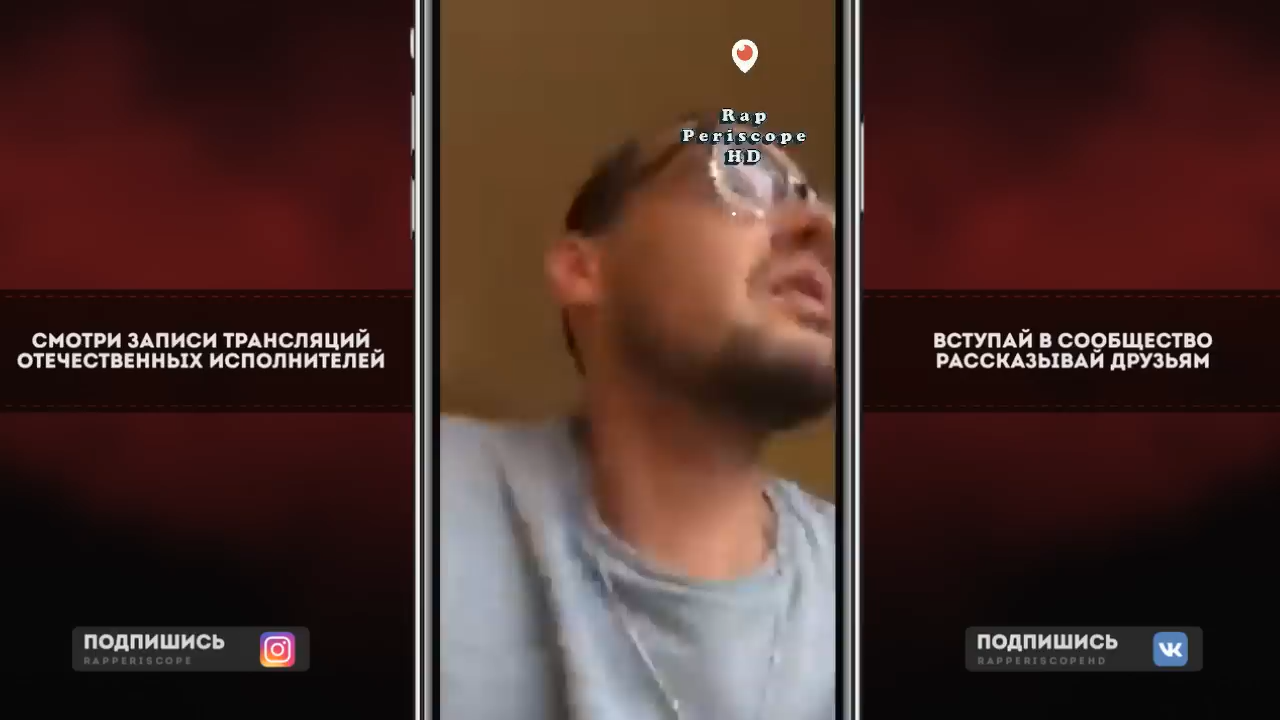 Rap
Periscope
HD
СМОТРИ ЗАПИСИ ТРАНСЛЯЦИЙ
ОТЕЧЕСТВЕННЫХ ИСПОЛНИТЕЛЕЙ
ВСТУПАЙ В СООБЩЕСТВО
РАССКАЗЫВАЙ ДРУЗЬЯМ
ПОДПИШИСЬ
RAPPERISCOPE
ПОДПИШИСЬ
RAPPERISCOPEHD